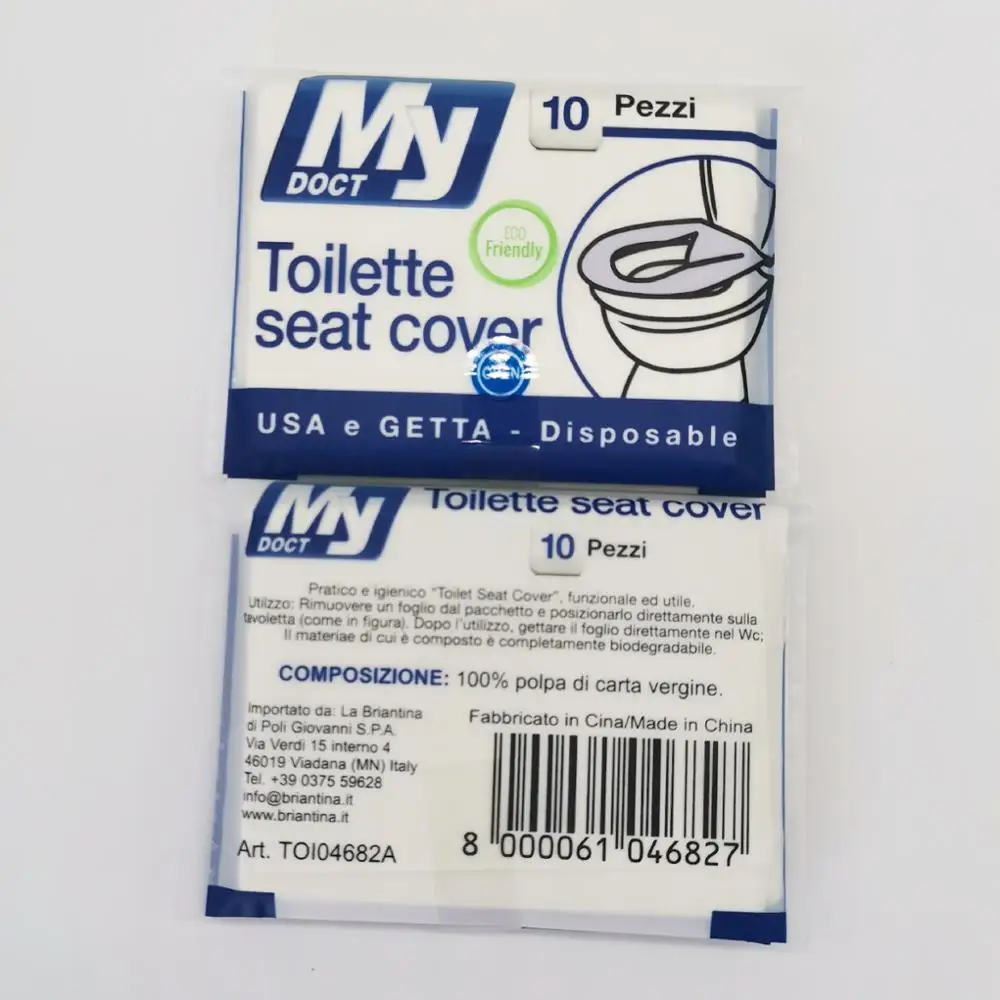 My
DOCT
10 Pezzi
ECO
Friendly
Toilette
seat cover
OPEN
USA e GETTA - Disposable
My
DOCT
Toilette seat cover
10 Pezzi
Pratico e igienico "Toilet Seat Cover", funzionale ed utile.
Utilzzo: Rimuovere un foglio dal pacchetto e posizionarlo direttamente sulla
tavoletta (come in figura). Dopo l'utilizzo, gettare il foglio direttamente nel Wc;
Il materiae di cui è composto è completamente biodegradabile.
COMPOSIZIONE: 100% polpa di carta vergine.
Importato da: La Briantina
di Poli Giovanni S.P.A.
Via Verdi 15 interno 4
46019 Viadana (MN) Italy
Tel. +39 0375 59628
info@briantina.it
www.briantina.it
Art. TOI04682A
Fabbricato in Cina/Made in China
8 000061 046827